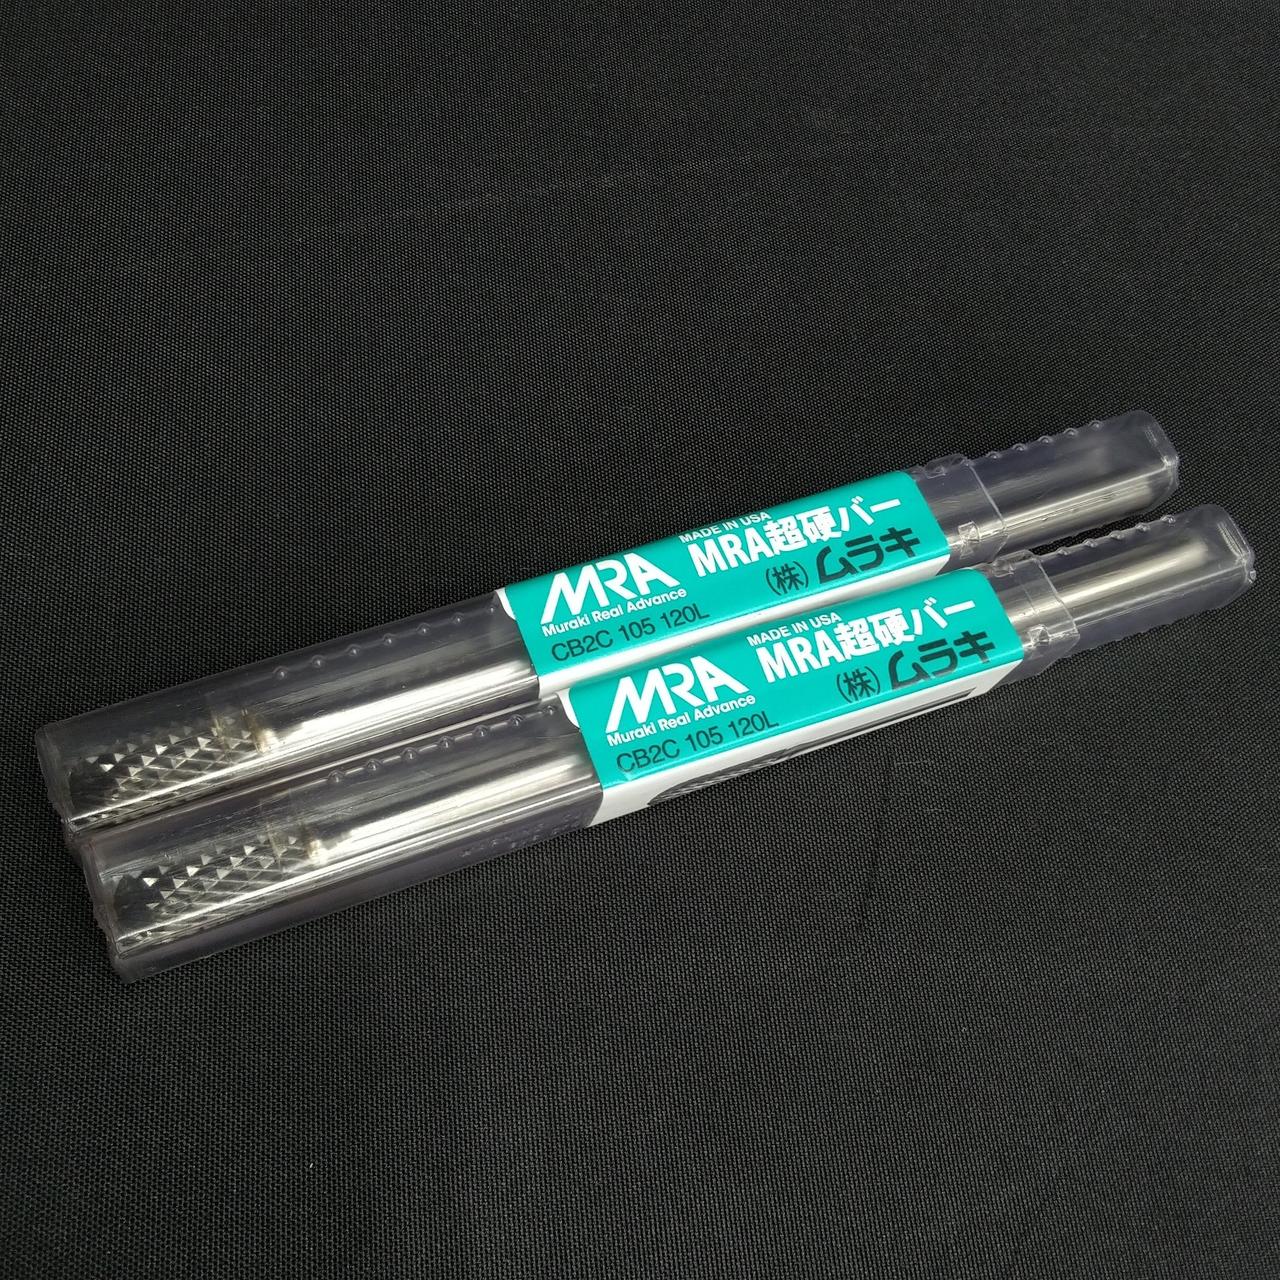 MRA
Muraki Real Advance
CB2C 105 120L
MADE IN USA
MRA超硬バー
(株)ムラキ
MRA
Muraki Real Advance
CB2C 105 120L
MADE IN USA
MRA超硬バー
(株)ムラキ